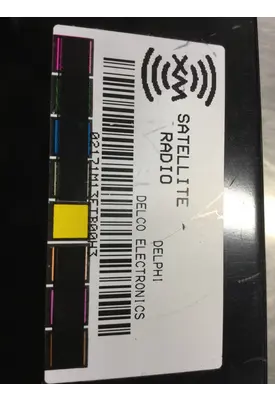 XM
SATELLITE
RADIO
DELPHI
DELCO ELECTRONICS